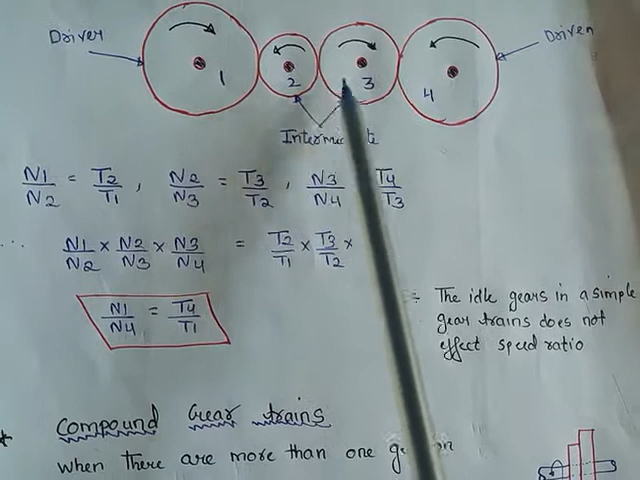 Driver
Driven
1
2
3
4
N1/N2 = T2/T1 , N2/N3 = T3/T2 , N3/N4 T4/T3
∴ N1/N2 × N2/N3 × N3/N4 = T2/T1 × T3/T2 ×
N1/N4 = T4/T1
:- The idle gears in a simple
gear trains does not
effect speed ratio
* Compound Gear trains
when there are more than one